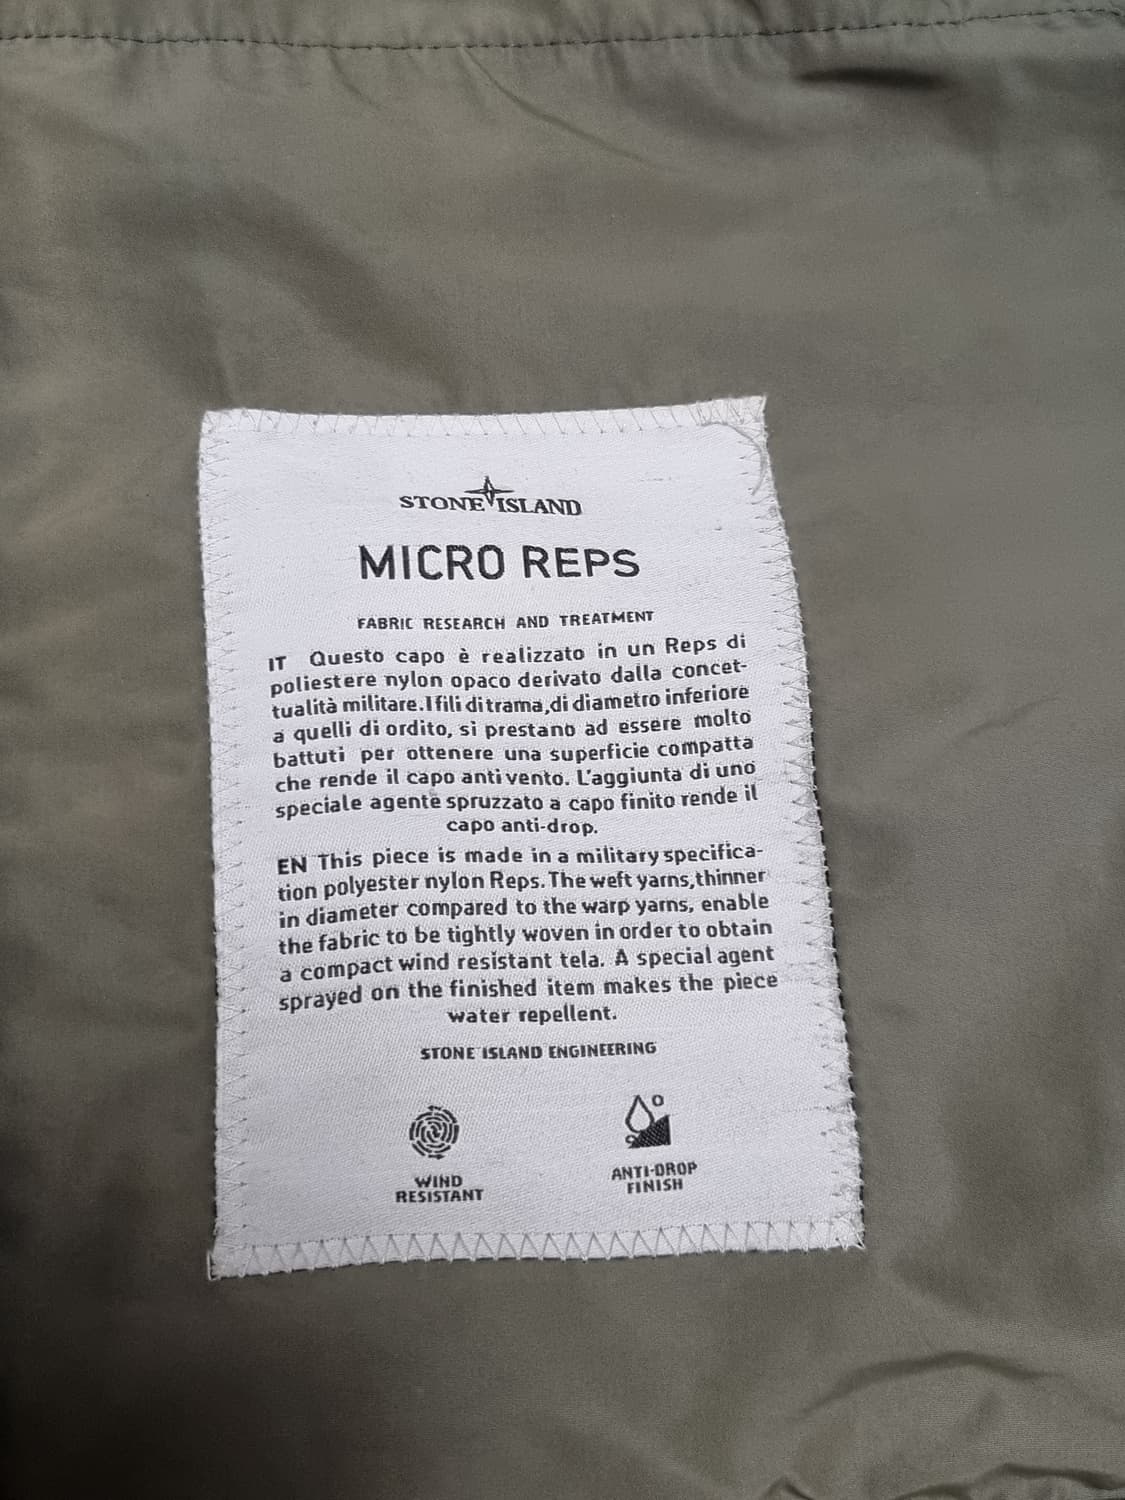 STONE ISLAND
MICRO REPS
FABRIC RESEARCH AND TREATMENT
IT Questo capo è realizzato in un Reps di
poliestere nylon opaco derivato dalla concet-
tualità militare. I fili di trama, di diametro inferiore
a quelli di ordito, si prestano ad essere molto
battuti per ottenere una superficie compatta
che rende il capo anti vento. L'aggiunta di uno
speciale agente spruzzato a capo finito rende il
capo anti-drop.
EN This piece is made in a military specifica-
tion polyester nylon Reps. The weft yarns, thinner
in diameter compared to the warp yarns, enable
the fabric to be tightly woven in order to obtain
a compact wind resistant tela. A special agent
sprayed on the finished item makes the piece
water repellent.
STONE ISLAND ENGINEERING
WIND
RESISTANT
ANTI-DROP
FINISH